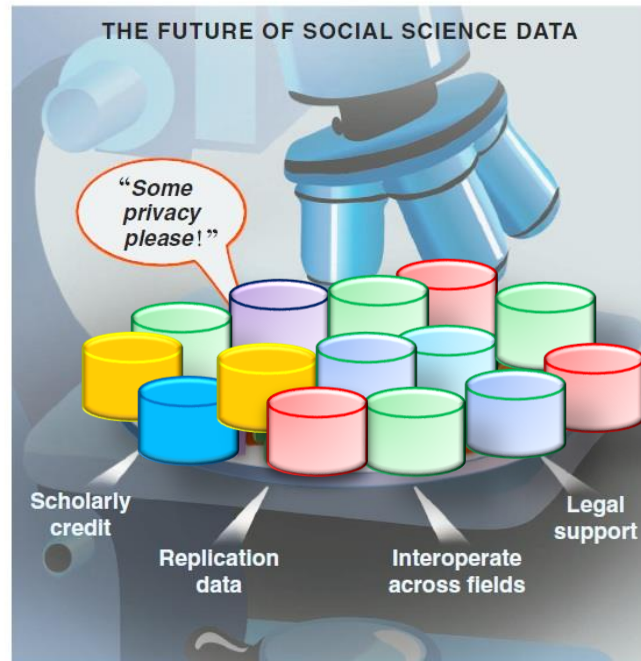 THE FUTURE OF SOCIAL SCIENCE DATA
“Some
privacy
please!”
Scholarly
credit
Replication
data
Interoperate
across fields
Legal
support